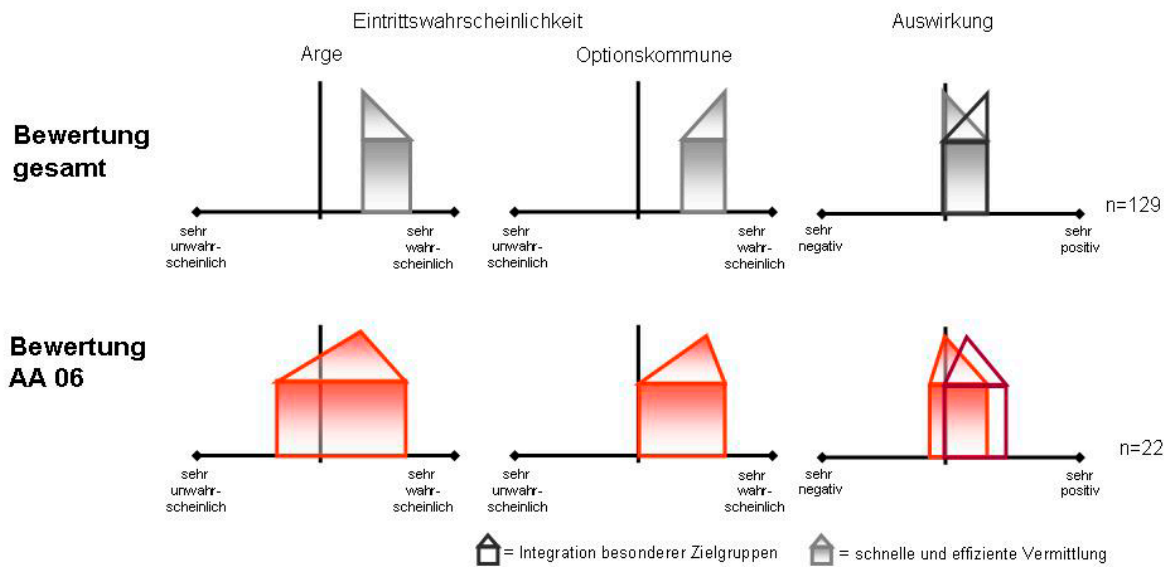 Eintrittswahrscheinlichkeit
Auswirkung
Arge
Optionskommune
Bewertung
gesamt
n=129
sehr
unwahr-
scheinlich
sehr
wahr-
scheinlich
sehr
unwahr-
scheinlich
sehr
wahr-
scheinlich
sehr
negativ
sehr
positiv
Bewertung
AA 06
n=22
sehr
unwahr-
scheinlich
sehr
wahr-
scheinlich
sehr
unwahr-
scheinlich
sehr
wahr-
scheinlich
sehr
negativ
sehr
positiv
= Integration besonderer Zielgruppen
= schnelle und effiziente Vermittlung